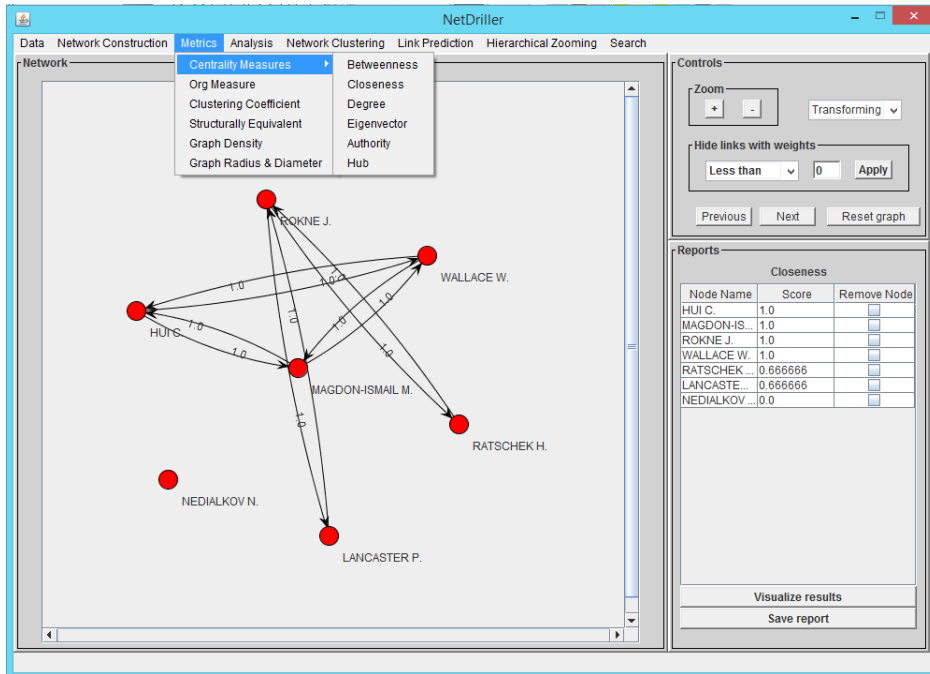 NetDriller
Data Network Construction Metrics Analysis Network Clustering Link Prediction Hierarchical Zooming Search
Network
Centrality Measures
Org Measure
Clustering Coefficient
Structurally Equivalent
Graph Density
Graph Radius & Diameter
Betweenness
Closeness
Degree
Eigenvector
Authority
Hub
ROKNE J.
WALLACE W.
HUI C.
MAGDON-ISMAIL M.
RATSCHEK H.
NEDIALKOV N.
LANCASTER P.
1.0
1.0
1.0
1.0
1.0
1.0
1.0
1.0
1.0
1.0
Controls
Zoom
+ -
Transforming
Hide links with weights
Less than 0 Apply
Previous Next Reset graph
Reports
Closeness
Node Name Score Remove Node
HUI C. 1.0
MAGDON-IS... 1.0
ROKNE J. 1.0
WALLACE W. 1.0
RATSCHEK ... 0.666666
LANCASTE... 0.666666
NEDIALKOV ... 0.0
Visualize results
Save report